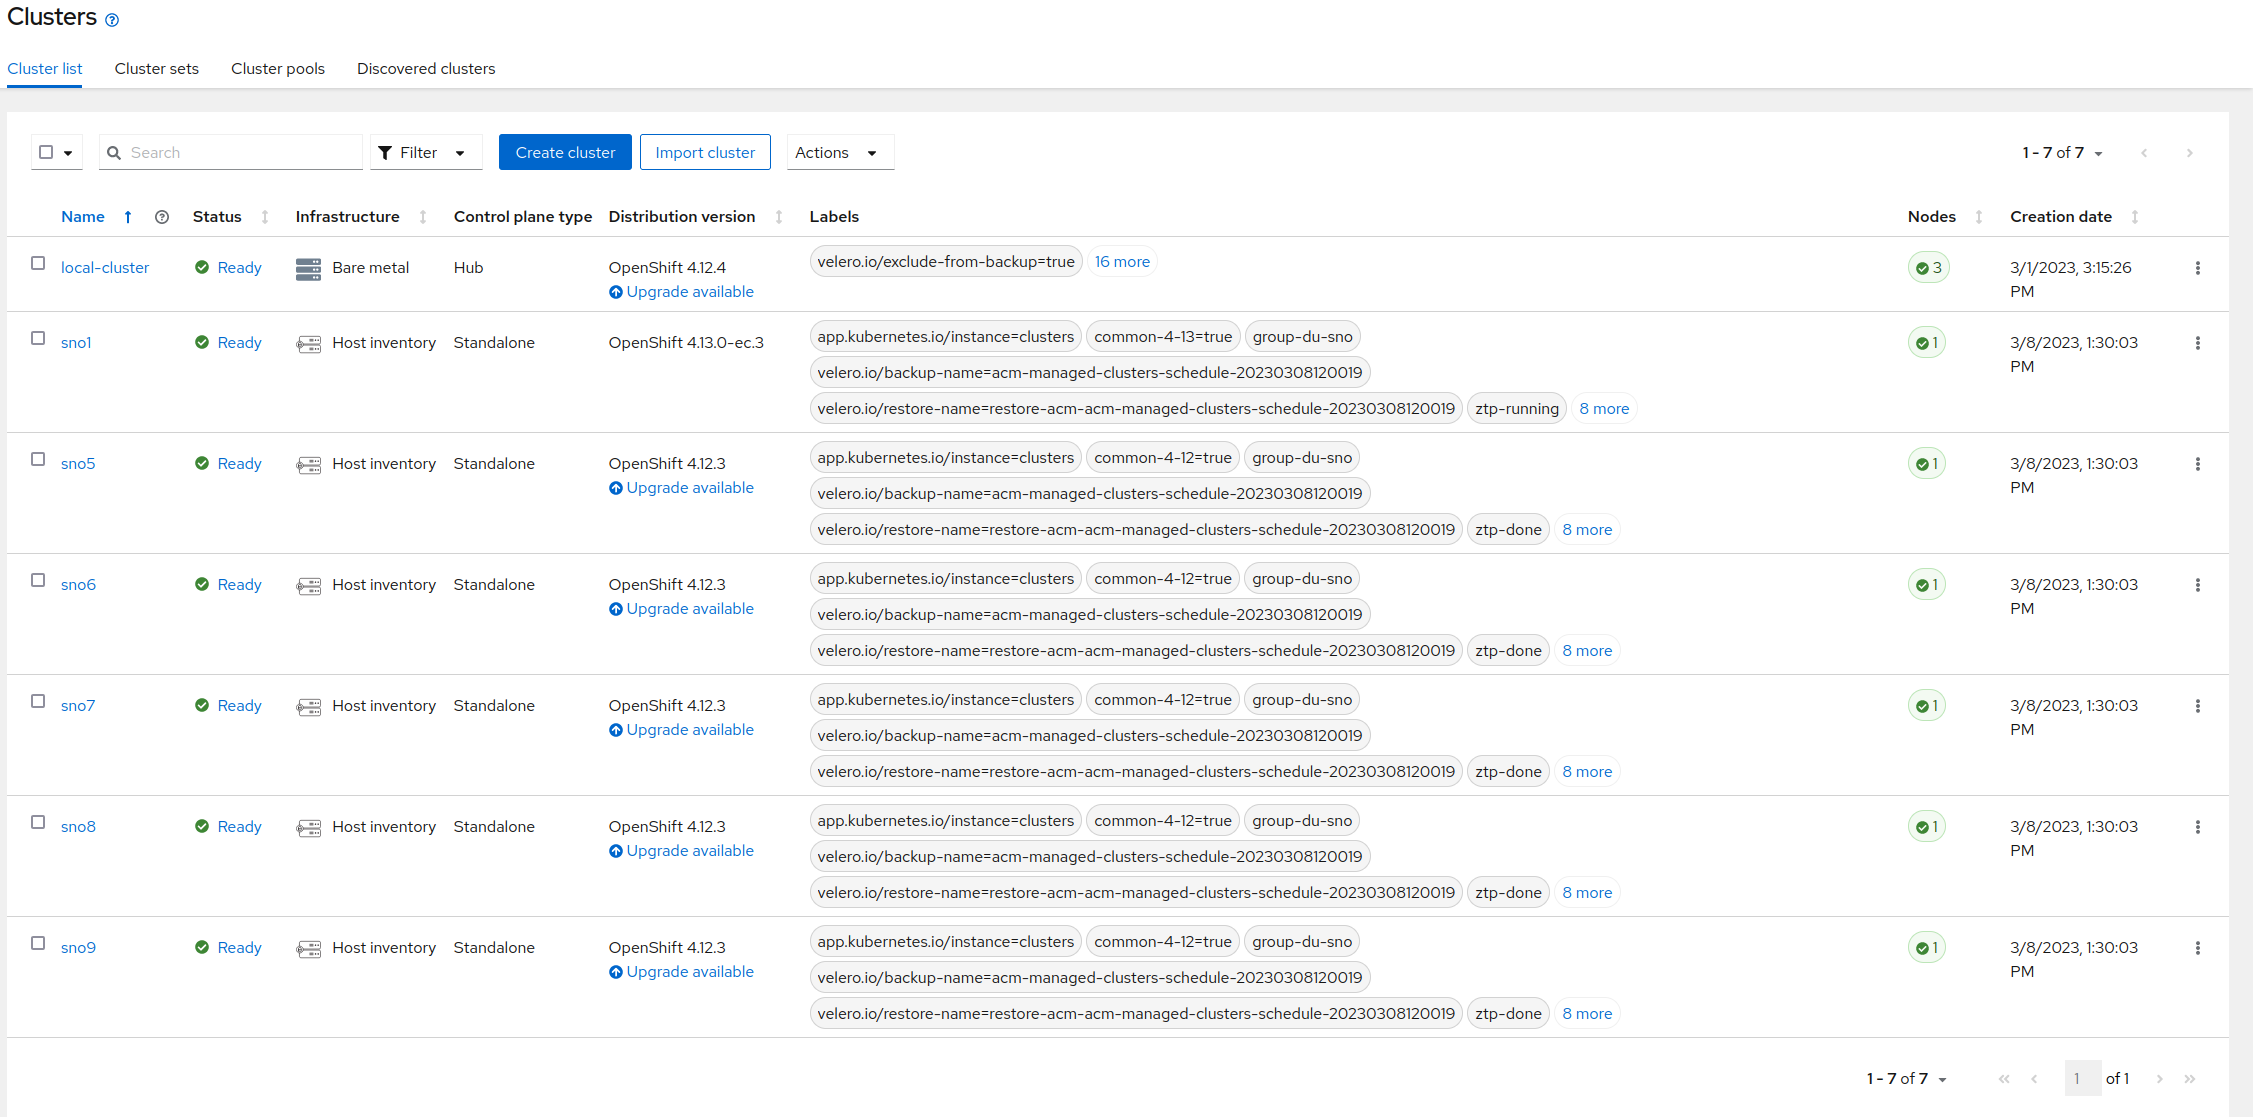 Clusters
Cluster list Cluster sets Cluster pools Discovered clusters
Search Filter Create cluster Import cluster Actions 1 - 7 of 7
Name Status Infrastructure Control plane type Distribution version Labels Nodes Creation date
local-cluster Ready Bare metal Hub OpenShift 4.12.4 velero.io/exclude-from-backup=true 16 more 3 3/1/2023, 3:15:26
Upgrade available PM
app.kubernetes.io/instance=clusters common-4-13=true group-du-sno
sno1 Ready Host inventory Standalone OpenShift 4.13.0-ec.3 1 3/8/2023, 1:30:03
velero.io/backup-name=acm-managed-clusters-schedule-20230308120019 PM
velero.io/restore-name=restore-acm-acm-managed-clusters-schedule-20230308120019 ztp-running 8 more
app.kubernetes.io/instance=clusters common-4-12=true group-du-sno
sno5 Ready Host inventory Standalone OpenShift 4.12.3 1 3/8/2023, 1:30:03
Upgrade available velero.io/backup-name=acm-managed-clusters-schedule-20230308120019 PM
velero.io/restore-name=restore-acm-acm-managed-clusters-schedule-20230308120019 ztp-done 8 more
app.kubernetes.io/instance=clusters common-4-12=true group-du-sno
sno6 Ready Host inventory Standalone OpenShift 4.12.3 1 3/8/2023, 1:30:03
Upgrade available velero.io/backup-name=acm-managed-clusters-schedule-20230308120019 PM
velero.io/restore-name=restore-acm-acm-managed-clusters-schedule-20230308120019 ztp-done 8 more
app.kubernetes.io/instance=clusters common-4-12=true group-du-sno
sno7 Ready Host inventory Standalone OpenShift 4.12.3 1 3/8/2023, 1:30:03
Upgrade available velero.io/backup-name=acm-managed-clusters-schedule-20230308120019 PM
velero.io/restore-name=restore-acm-acm-managed-clusters-schedule-20230308120019 ztp-done 8 more
app.kubernetes.io/instance=clusters common-4-12=true group-du-sno
sno8 Ready Host inventory Standalone OpenShift 4.12.3 1 3/8/2023, 1:30:03
Upgrade available velero.io/backup-name=acm-managed-clusters-schedule-20230308120019 PM
velero.io/restore-name=restore-acm-acm-managed-clusters-schedule-20230308120019 ztp-done 8 more
app.kubernetes.io/instance=clusters common-4-12=true group-du-sno
sno9 Ready Host inventory Standalone OpenShift 4.12.3 1 3/8/2023, 1:30:03
Upgrade available velero.io/backup-name=acm-managed-clusters-schedule-20230308120019 PM
velero.io/restore-name=restore-acm-acm-managed-clusters-schedule-20230308120019 ztp-done 8 more
1 - 7 of 7 1 of 1